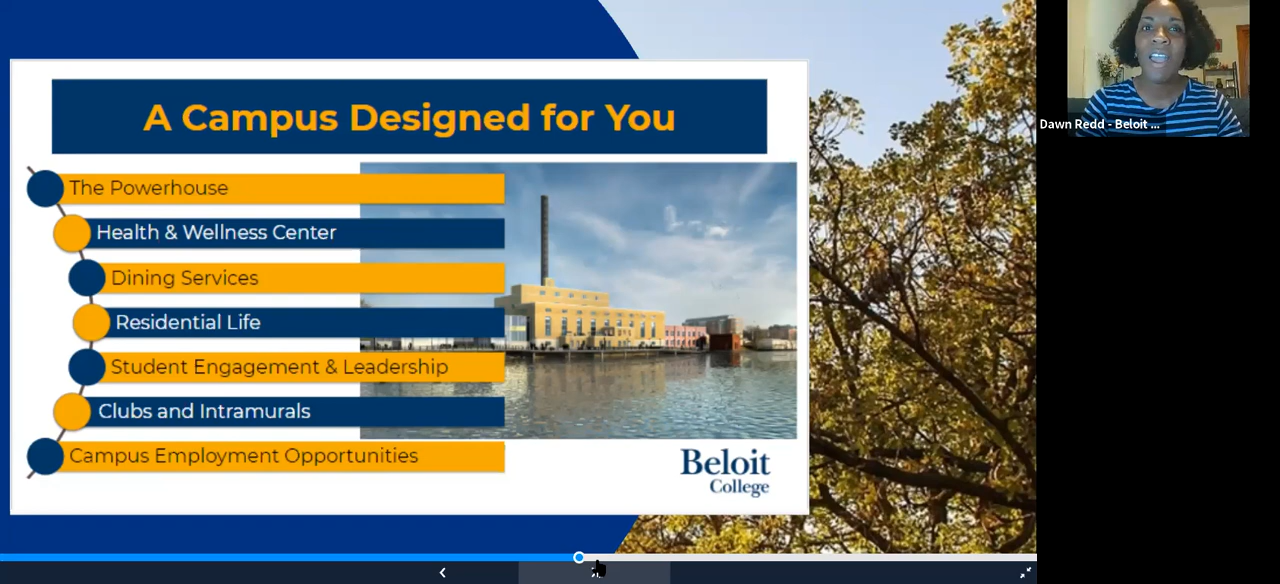 A Campus Designed for You
The Powerhouse
Health & Wellness Center
Dining Services
Residential Life
Student Engagement & Leadership
Clubs and Intramurals
Campus Employment Opportunities
Beloit
College
Dawn Redd - Beloit ...